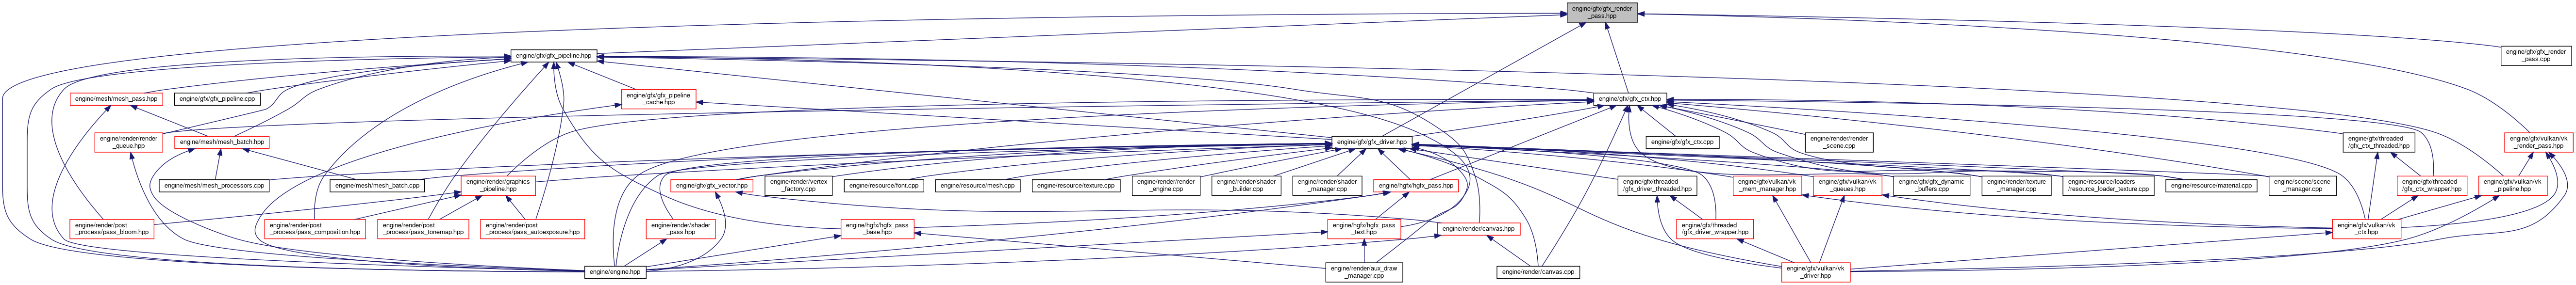 engine/gfx/gfx_render
_pass.hpp
engine/gfx/gfx_pipeline.hpp
engine/gfx/gfx_render
_pass.cpp
engine/mesh/mesh_pass.hpp
engine/gfx/gfx_pipeline.cpp
engine/gfx/gfx_pipeline
_cache.hpp
engine/gfx/gfx_ctx.hpp
engine/render/render
_queue.hpp
engine/mesh/mesh_batch.hpp
engine/gfx/gfx_driver.hpp
engine/gfx/gfx_ctx.cpp
engine/render/render
_scene.cpp
engine/gfx/threaded
/gfx_ctx_threaded.hpp
engine/gfx/vulkan/vk
_render_pass.hpp
engine/mesh/mesh_processors.cpp
engine/mesh/mesh_batch.cpp
engine/render/graphics
_pipeline.hpp
engine/gfx/gfx_vector.hpp
engine/render/vertex
_factory.cpp
engine/resource/font.cpp
engine/resource/mesh.cpp
engine/resource/texture.cpp
engine/render/render
_engine.cpp
engine/render/shader
_builder.cpp
engine/render/shader
_manager.cpp
engine/hgfx/hgfx_pass.hpp
engine/gfx/threaded
/gfx_driver_threaded.hpp
engine/gfx/vulkan/vk
_mem_manager.hpp
engine/gfx/vulkan/vk
_queues.hpp
engine/gfx/gfx_dynamic
_buffers.cpp
engine/render/texture
_manager.cpp
engine/resource/loaders
/resource_loader_texture.cpp
engine/resource/material.cpp
engine/scene/scene
_manager.cpp
engine/gfx/threaded
/gfx_ctx_wrapper.hpp
engine/gfx/vulkan/vk
_pipeline.hpp
engine/render/post
_process/pass_bloom.hpp
engine/render/post
_process/pass_composition.hpp
engine/render/post
_process/pass_tonemap.hpp
engine/render/post
_process/pass_autoexposure.hpp
engine/render/shader
_pass.hpp
engine/hgfx/hgfx_pass
_base.hpp
engine/hgfx/hgfx_pass
_text.hpp
engine/render/canvas.hpp
engine/gfx/threaded
/gfx_driver_wrapper.hpp
engine/gfx/vulkan/vk
_ctx.hpp
engine/engine.hpp
engine/render/aux_draw
_manager.cpp
engine/render/canvas.cpp
engine/gfx/vulkan/vk
_driver.hpp